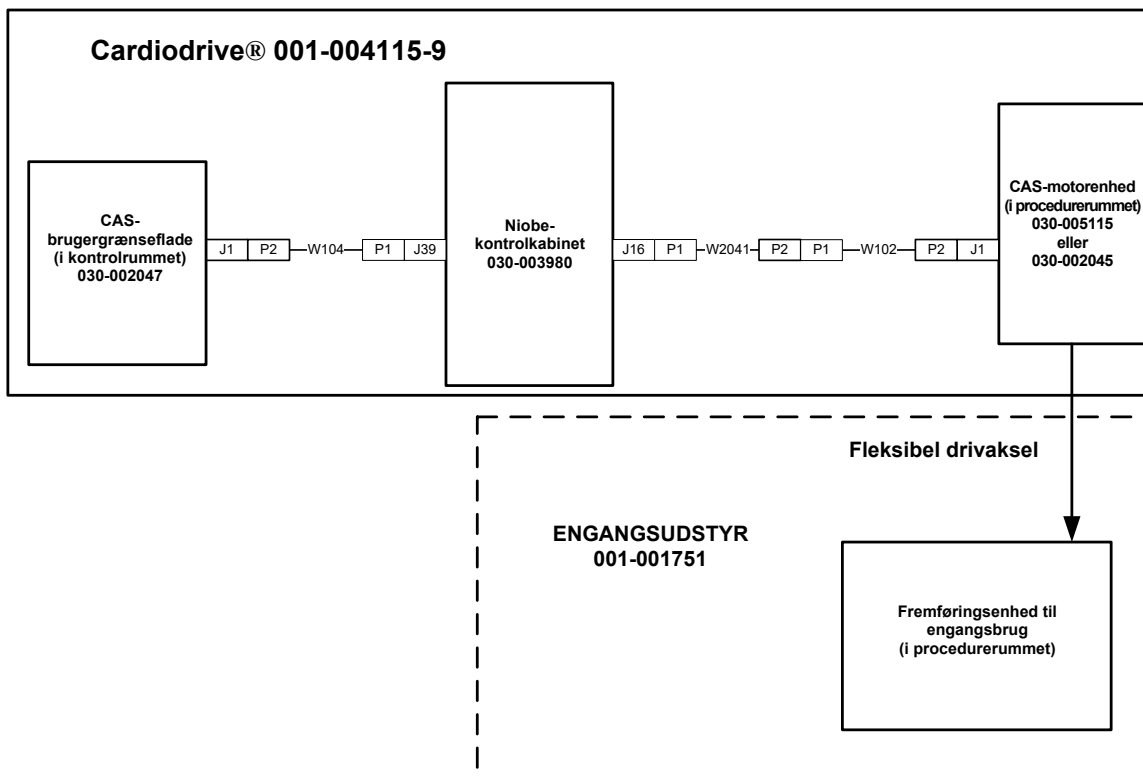 Cardiodrive® 001-004115-9
CAS-
brugergrænseflade
(i kontrolrummet)
030-002047
J1 P2 W104 P1 J39
Niobe-
kontrolkabinet
030-003980
J16 P1 W2041 P2 P1 W102 P2 J1
CAS-motorenhed
(i procedurerummet)
030-005115
eller
030-002045
Fleksibel drivaksel
ENGANGSUDSTYR
001-001751
Fremføringsenhed til
engangsbrug
(i procedurerummet)